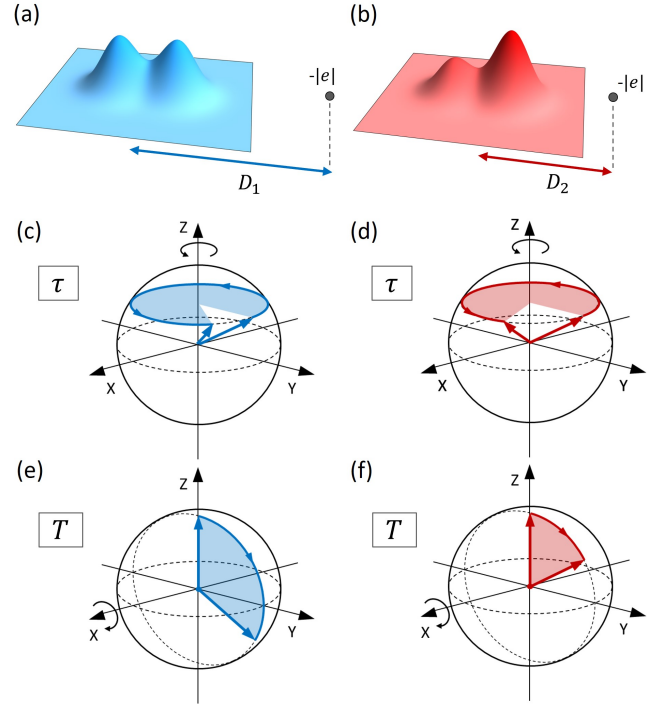 (a)
(b)
-|e|
-|e|
D₁
D₂
(c)
Z
(d)
Z
τ
τ
X
Y
X
Y
(e)
Z
(f)
Z
T
T
X
Y
X
Y